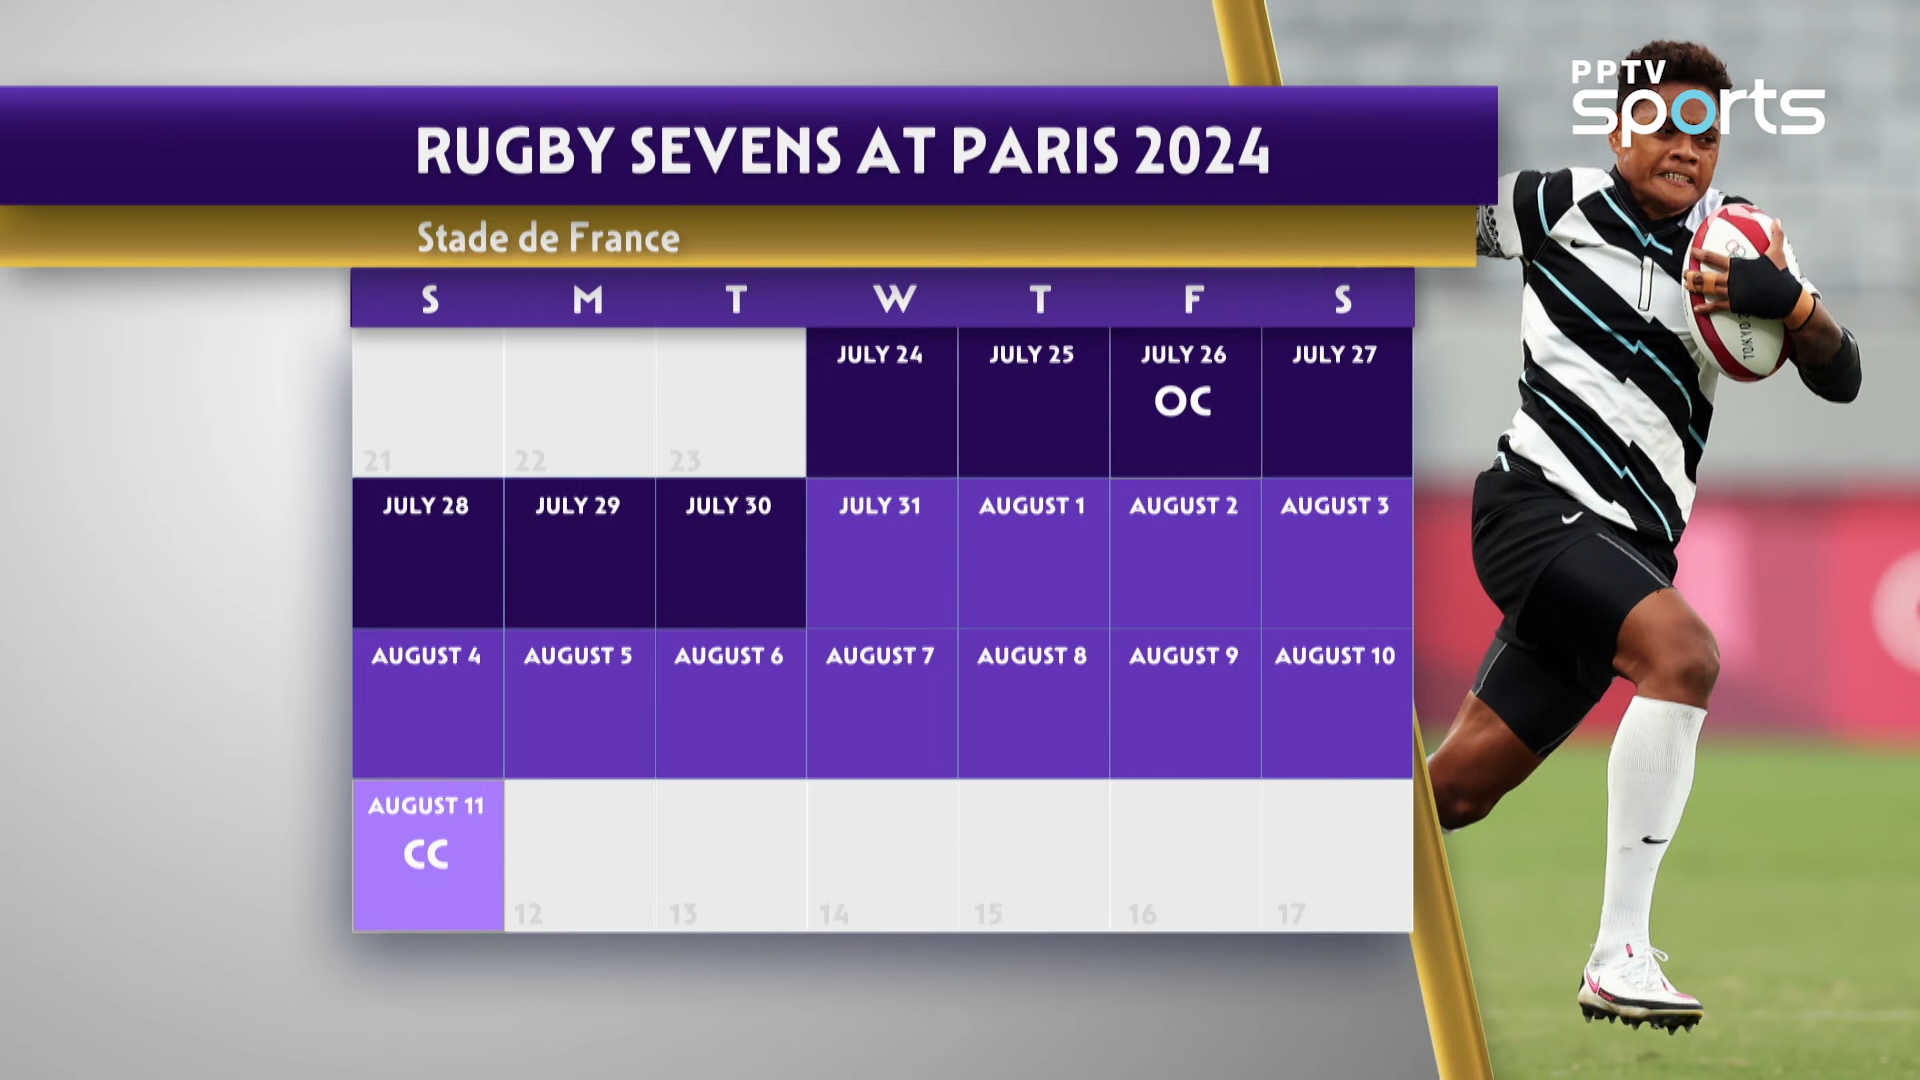 PPTV
sports
RUGBY SEVENS AT PARIS 2024
Stade de France
S M T W T F S
JULY 24 JULY 25 JULY 26 JULY 27
OC
21 22 23
JULY 28 JULY 29 JULY 30 JULY 31 AUGUST 1 AUGUST 2 AUGUST 3
AUGUST 4 AUGUST 5 AUGUST 6 AUGUST 7 AUGUST 8 AUGUST 9 AUGUST 10
AUGUST 11
CC
12 13 14 15 16 17
1
TOKYO 202